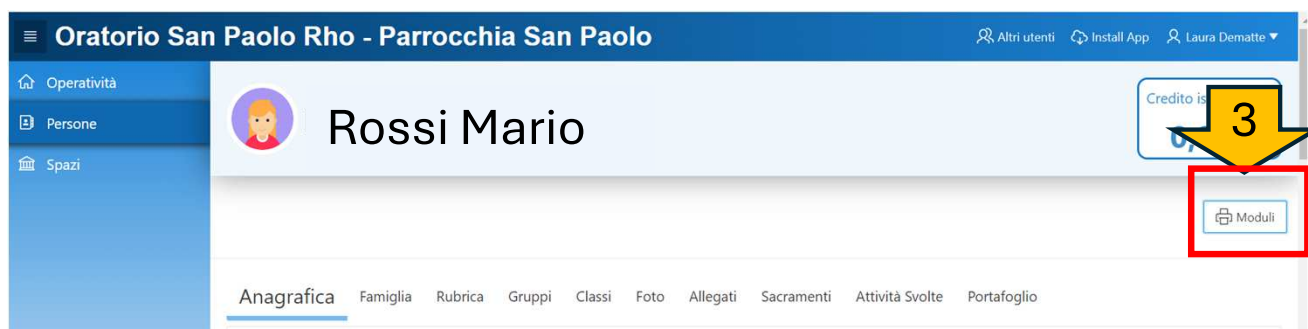 Oratorio San Paolo Rho - Parrocchia San Paolo
Altri utenti Install App Laura Dematte
Operatività
Persone
Spazi
Rossi Mario
Credito
3
Moduli
Anagrafica Famiglia Rubrica Gruppi Classi Foto Allegati Sacramenti Attività Svolte Portafoglio